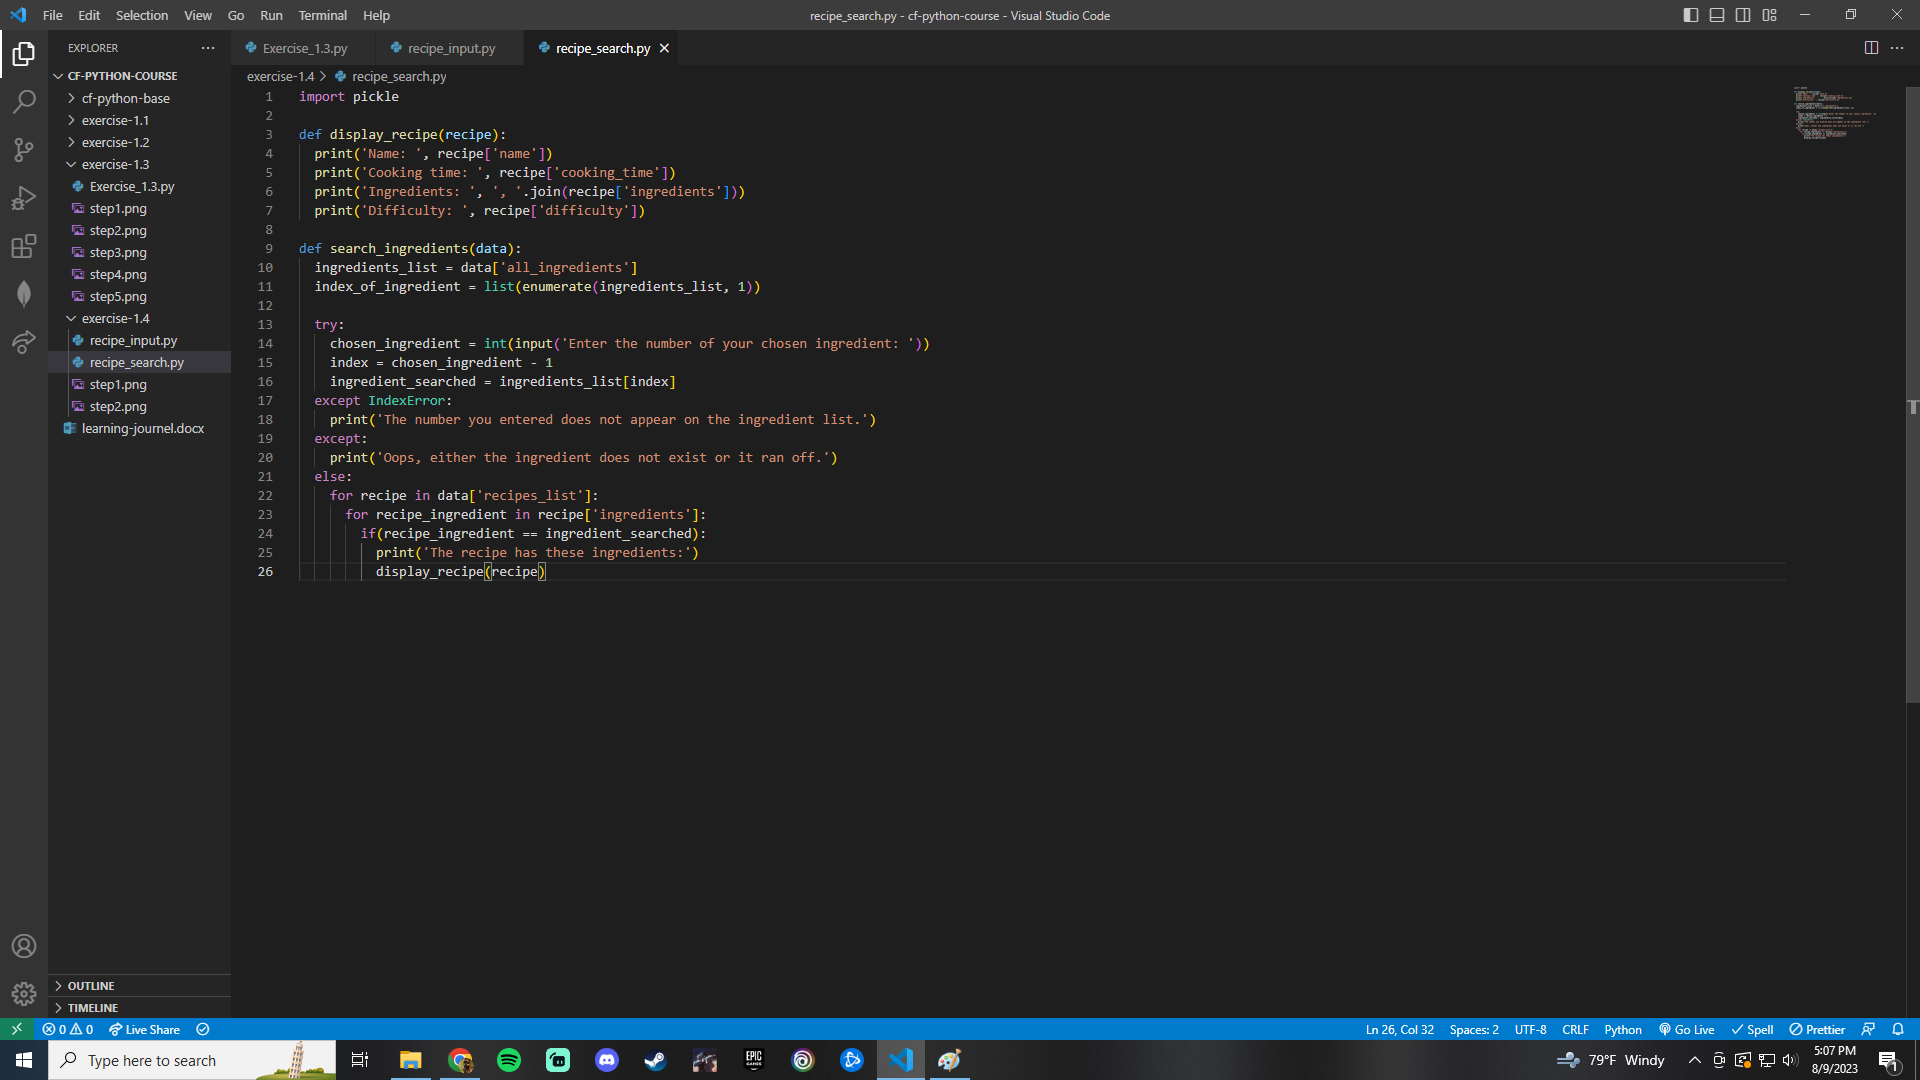 File Edit Selection View Go Run Terminal Help
recipe_search.py - cf-python-course - Visual Studio Code
EXPLORER
Exercise_1.3.py
recipe_input.py
recipe_search.py
CF-PYTHON-COURSE
cf-python-base
exercise-1.1
exercise-1.2
exercise-1.3
Exercise_1.3.py
step1.png
step2.png
step3.png
step4.png
step5.png
exercise-1.4
recipe_input.py
recipe_search.py
step1.png
step2.png
learning-journel.docx
OUTLINE
TIMELINE
exercise-1.4 > recipe_search.py
1 import pickle
2
3 def display_recipe(recipe):
4 print('Name: ', recipe['name'])
5 print('Cooking time: ', recipe['cooking_time'])
6 print('Ingredients: ', ', '.join(recipe['ingredients']))
7 print('Difficulty: ', recipe['difficulty'])
8
9 def search_ingredients(data):
10 ingredients_list = data['all_ingredients']
11 index_of_ingredient = list(enumerate(ingredients_list, 1))
12
13 try:
14 chosen_ingredient = int(input('Enter the number of your chosen ingredient: '))
15 index = chosen_ingredient - 1
16 ingredient_searched = ingredients_list[index]
17 except IndexError:
18 print('The number you entered does not appear on the ingredient list.')
19 except:
20 print('Oops, either the ingredient does not exist or it ran off.')
21 else:
22 for recipe in data['recipes_list']:
23 for recipe_ingredient in recipe['ingredients']:
24 if(recipe_ingredient == ingredient_searched):
25 print('The recipe has these ingredients:')
26 display_recipe(recipe)
0 0 Live Share
Ln 26, Col 32 Spaces: 2 UTF-8 CRLF Python Go Live Spell Prettier
Type here to search
EPIC GAMES
79°F Windy
5:07 PM
8/9/2023
1